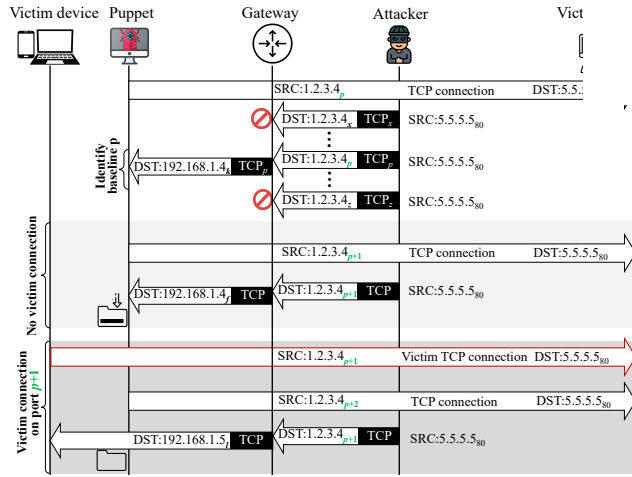 Victim device Puppet Gateway Attacker Vict
SRC:1.2.3.4p TCP connection DST:5.5.5
DST:1.2.3.4x TCPx SRC:5.5.5.580
Identify baseline p
DST:192.168.1.4k TCPp DST:1.2.3.4p TCPp SRC:5.5.5.580
DST:1.2.3.4z TCPz SRC:5.5.5.580
No victim connection
SRC:1.2.3.4p+1 TCP connection DST:5.5.5.580
DST:192.168.1.4f TCP DST:1.2.3.4p+1 TCP SRC:5.5.5.580
Victim connection
on port p+1
SRC:1.2.3.4p+1 Victim TCP connection DST:5.5.5.580
SRC:1.2.3.4p+2 TCP connection DST:5.5.5.580
DST:192.168.1.5l TCP DST:1.2.3.4p+1 TCP SRC:5.5.5.580